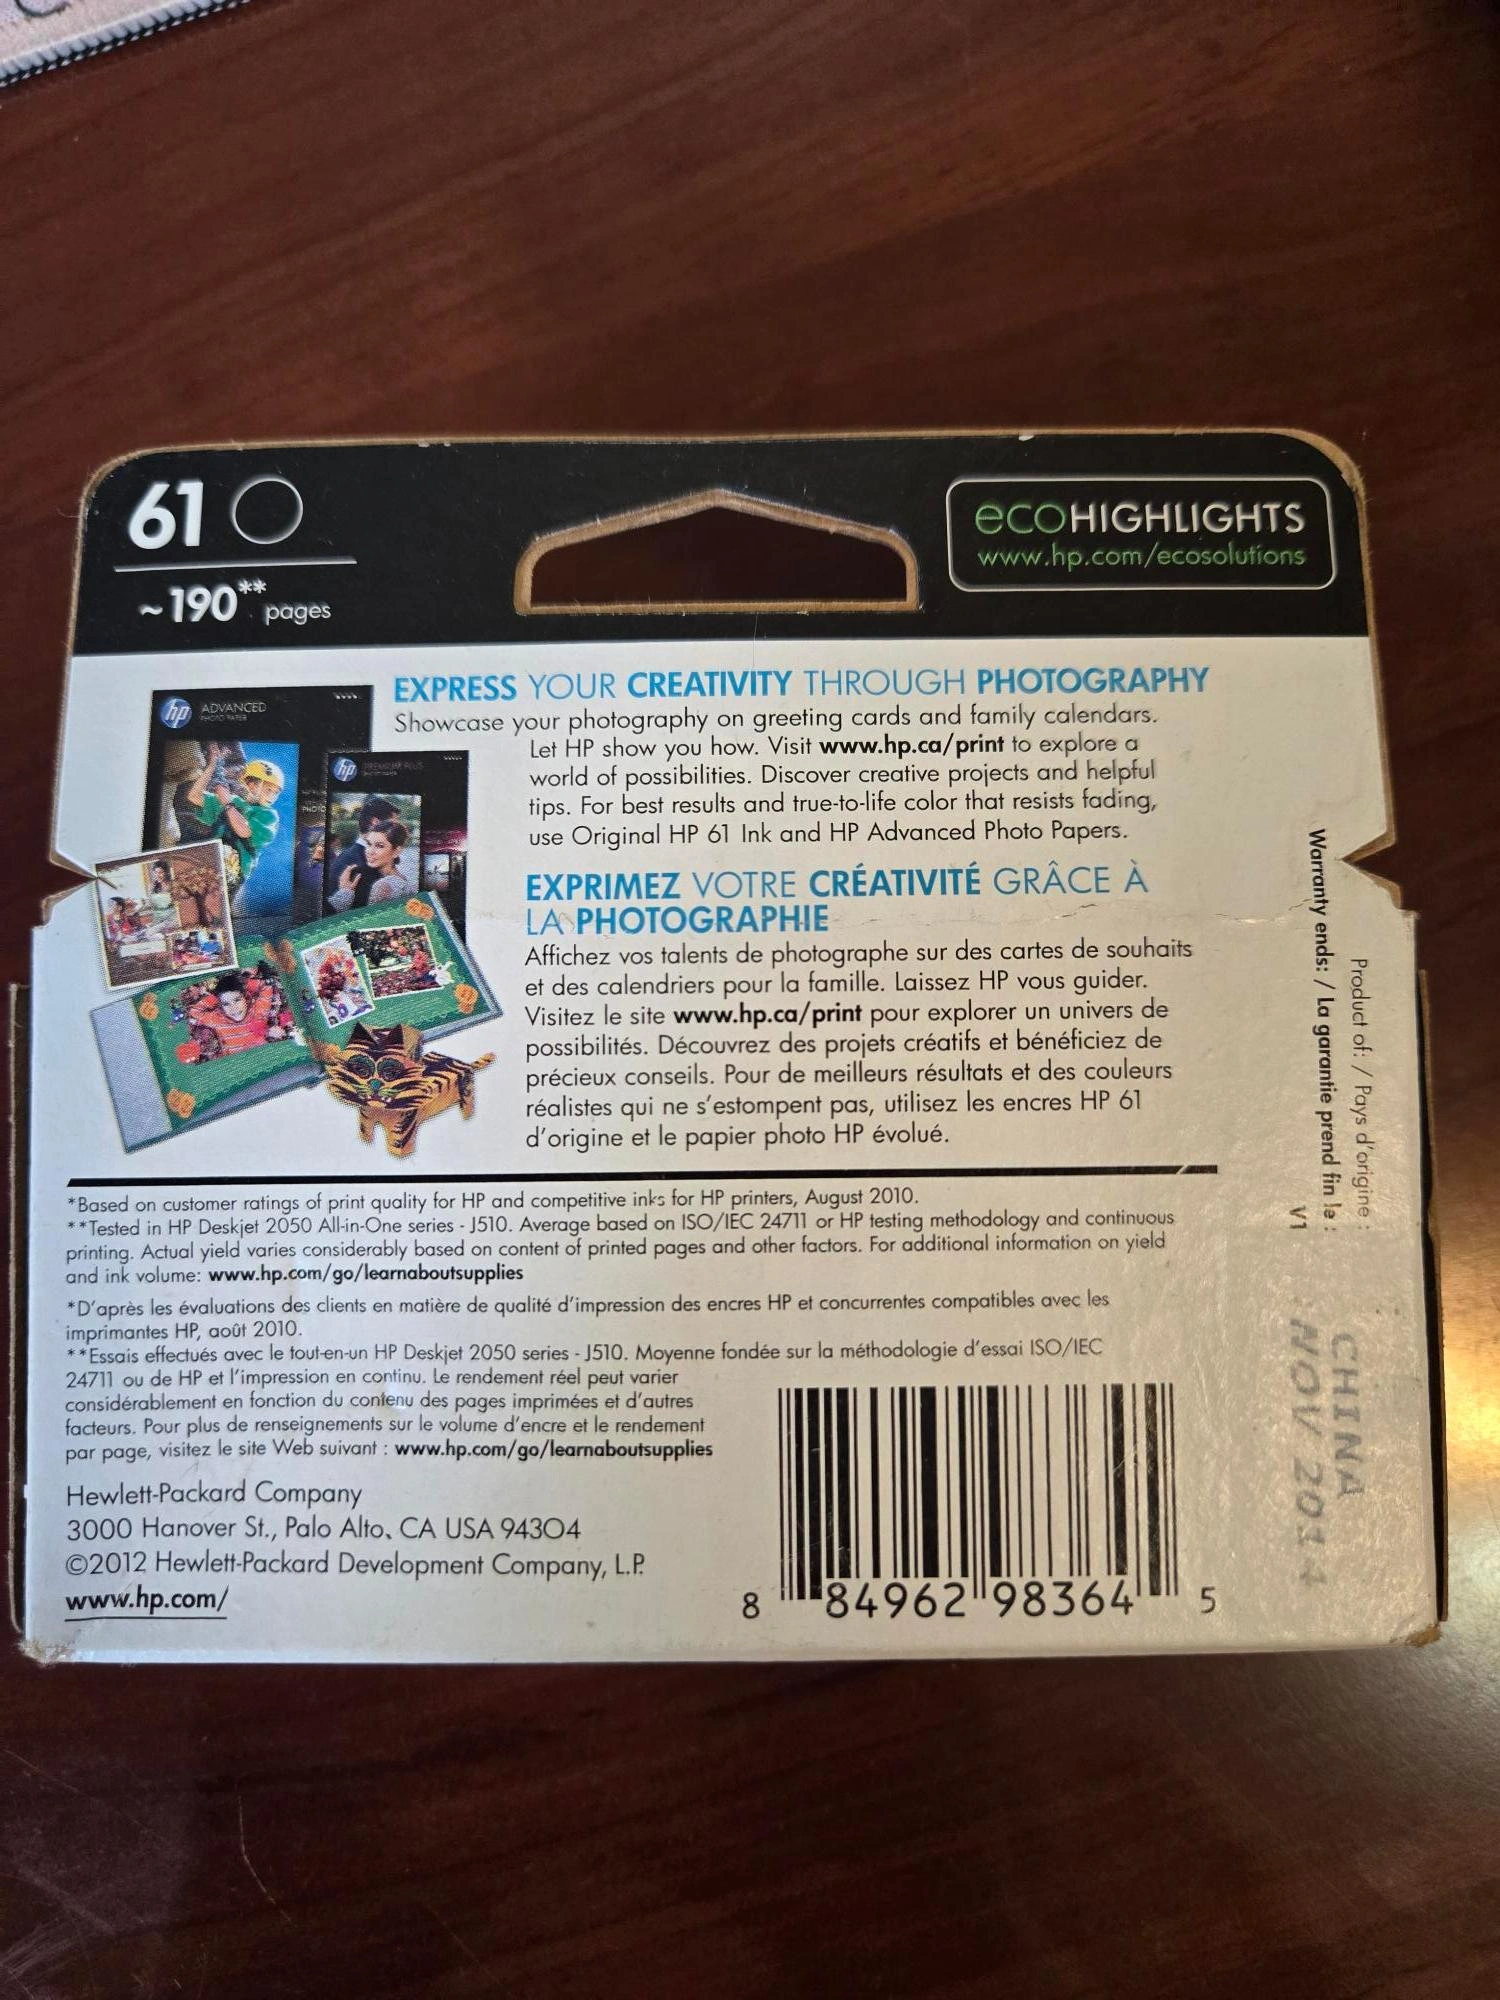 61
~190** pages
ecoHIGHLIGHTS
www.hp.com/ecosolutions
hp ADVANCED
PHOTO PAPER
hp PREMIUM PLUS
PHOTO
EXPRESS YOUR CREATIVITY THROUGH PHOTOGRAPHY
Showcase your photography on greeting cards and family calendars.
Let HP show you how. Visit www.hp.ca/print to explore a
world of possibilities. Discover creative projects and helpful
tips. For best results and true-to-life color that resists fading,
use Original HP 61 Ink and HP Advanced Photo Papers.
EXPRIMEZ VOTRE CRÉATIVITÉ GRÂCE À
LA PHOTOGRAPHIE
Affichez vos talents de photographe sur des cartes de souhaits
et des calendriers pour la famille. Laissez HP vous guider.
Visitez le site www.hp.ca/print pour explorer un univers de
possibilités. Découvrez des projets créatifs et bénéficiez de
précieux conseils. Pour de meilleurs résultats et des couleurs
réalistes qui ne s'estompent pas, utilisez les encres HP 61
d'origine et le papier photo HP évolué.
*Based on customer ratings of print quality for HP and competitive inks for HP printers, August 2010.
**Tested in HP Deskjet 2050 All-in-One series - J510. Average based on ISO/IEC 24711 or HP testing methodology and continuous
printing. Actual yield varies considerably based on content of printed pages and other factors. For additional information on yield
and ink volume: www.hp.com/go/learnaboutsupplies
*D'après les évaluations des clients en matière de qualité d'impression des encres HP et concurrentes compatibles avec les
imprimantes HP, août 2010.
**Essais effectués avec le tout-en-un HP Deskjet 2050 series - J510. Moyenne fondée sur la méthodologie d'essai ISO/IEC
24711 ou de HP et l'impression en continu. Le rendement réel peut varier
considérablement en fonction du contenu des pages imprimées et d'autres
facteurs. Pour plus de renseignements sur le volume d'encre et le rendement
par page, visitez le site Web suivant : www.hp.com/go/learnaboutsupplies
Hewlett-Packard Company
3000 Hanover St., Palo Alto, CA USA 94304
©2012 Hewlett-Packard Development Company, L.P.
www.hp.com/
8 84962 98364 5
Product of: / Pays d'origine :
CHINA
Warranty ends: / La garantie prend fin le :
V1
NOV 2014